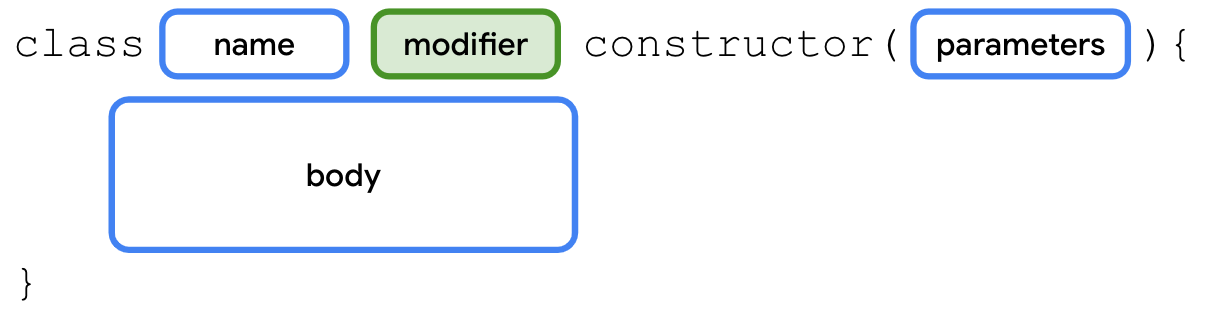 class name modifier constructor( parameters ) {
body
}